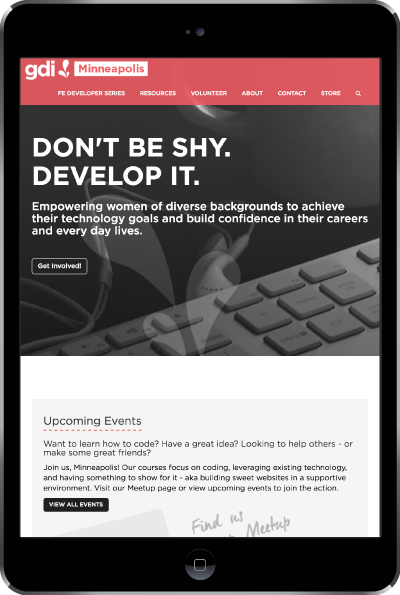 gdi Minneapolis
FE DEVELOPER SERIES RESOURCES VOLUNTEER ABOUT CONTACT STORE
DON'T BE SHY.
DEVELOP IT.
Empowering women of diverse backgrounds to achieve
their technology goals and build confidence in their careers
and every day lives.
Get Involved!
Upcoming Events
Want to learn how to code? Have a great idea? Looking to help others - or
make some great friends?
Join us, Minneapolis! Our courses focus on coding, leveraging existing technology,
and having something to show for it - aka building sweet websites in a supportive
environment. Visit our Meetup page or view upcoming events to join the action.
VIEW ALL EVENTS
Find us
Meetup